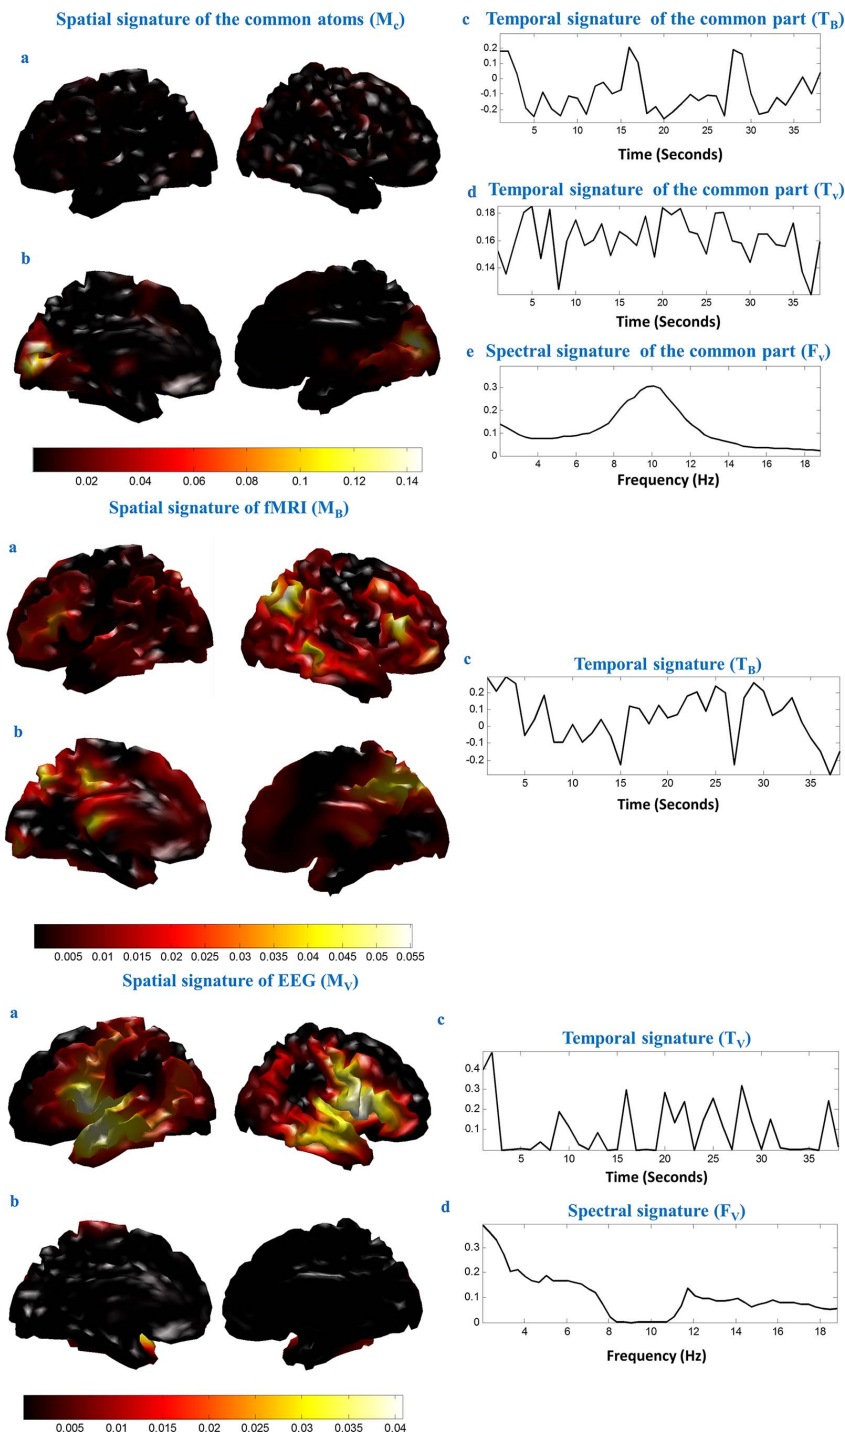 Spatial signature of the common atoms (Mc)
a
b
0.02 0.04 0.06 0.08 0.1 0.12 0.14
c Temporal signature of the common part (TB)
0.2
0.1
0
-0.1
-0.2
5 10 15 20 25 30 35
Time (Seconds)
d Temporal signature of the common part (Tv)
0.18
0.16
0.14
5 10 15 20 25 30 35
Time (Seconds)
e Spectral signature of the common part (Fv)
0.3
0.2
0.1
0
4 6 8 10 12 14 16 18
Frequency (Hz)
Spatial signature of fMRI (MB)
a
b
0.005 0.01 0.015 0.02 0.025 0.03 0.035 0.04 0.045 0.05 0.055
c
Temporal signature (TB)
0.2
0.1
0
-0.1
-0.2
5 10 15 20 25 30 35
Time (Seconds)
Spatial signature of EEG (MV)
a
b
0.005 0.01 0.015 0.02 0.025 0.03 0.035 0.04
c
Temporal signature (TV)
0.4
0.3
0.2
0.1
5 10 15 20 25 30 35
Time (Seconds)
d
Spectral signature (FV)
0.3
0.2
0.1
0
4 6 8 10 12 14 16 18
Frequency (Hz)